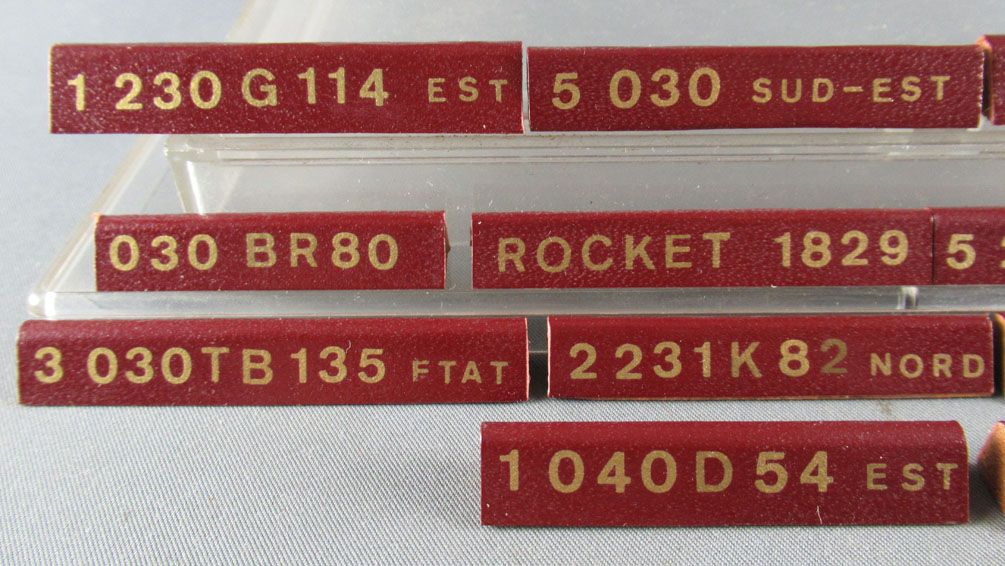 1 230 G 114 EST
5 030 SUD-EST
030 BR80
ROCKET 1829
5
3 030TB 135 ETAT
2 231K 82 NORD
1 040D 54 EST